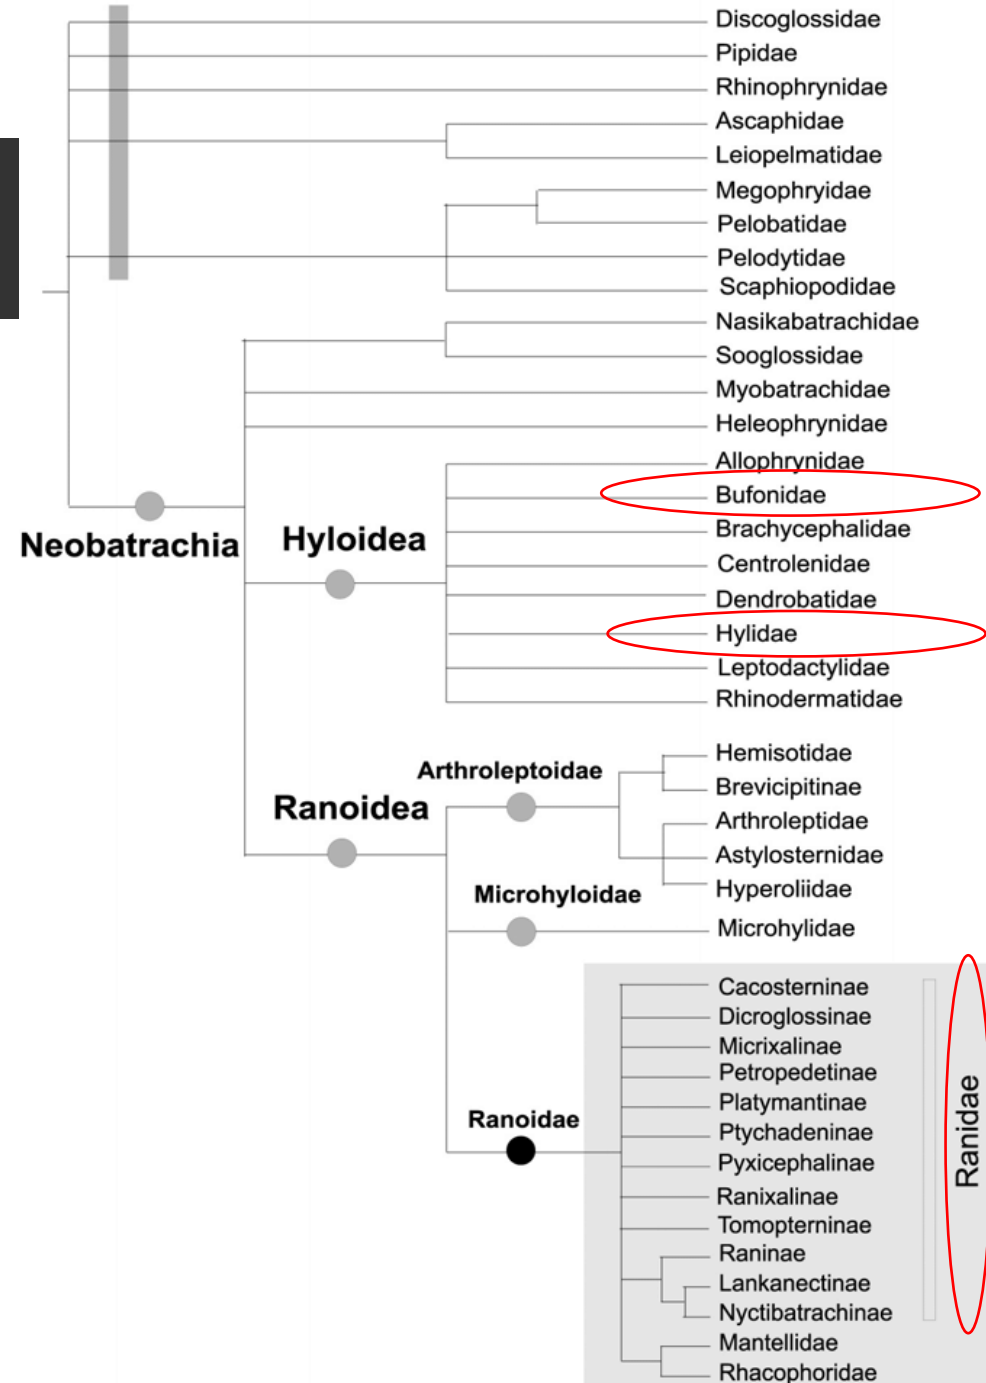 Discoglossidae
Pipidae
Rhinophrynidae
Ascaphidae
Leiopelmatidae
Megophryidae
Pelobatidae
Pelodytidae
Scaphiopodidae
Nasikabatrachidae
Sooglossidae
Myobatrachidae
Heleophrynidae
Allophrynidae
Bufonidae
Neobatrachia
Hyloidea
Brachycephalidae
Centrolenidae
Dendrobatidae
Hylidae
Leptodactylidae
Rhinodermatidae
Hemisotidae
Arthroleptoidae
Brevicipitinae
Ranoidea
Arthroleptidae
Astylosternidae
Hyperoliidae
Microhyloidae
Microhylidae
Cacosterninae
Dicroglossinae
Micrixalinae
Petropedetinae
Platymantinae
Ranoidae
Ptychadeninae
Pyxicephalinae
Ranixalinae
Tomopterninae
Raninae
Lankanectinae
Nyctibatrachinae
Ranidae
Mantellidae
Rhacophoridae